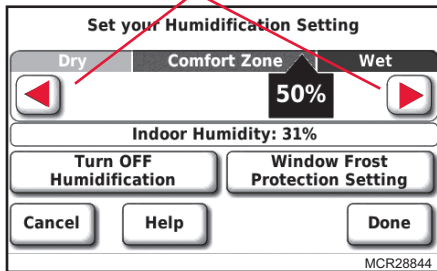 Set your Humidification Setting
Dry Comfort Zone Wet
50%
Indoor Humidity: 31%
Turn OFF Window Frost
Humidification Protection Setting
Cancel Help Done
MCR28844